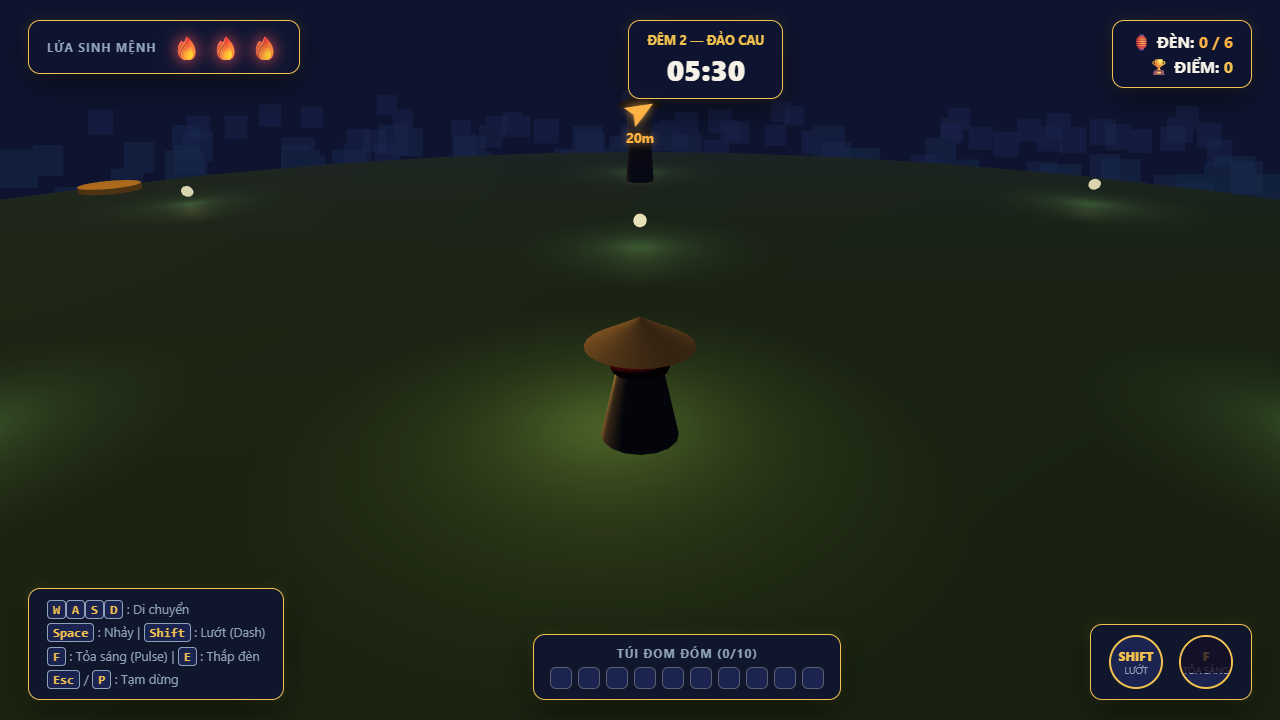 LỬA SINH MỆNH
ĐÊM 2 — ĐẢO CAU
05:30
ĐÈN: 0 / 6
ĐIỂM: 0
20m
W A S D : Di chuyển
Space : Nhảy | Shift : Lướt (Dash)
F : Tỏa sáng (Pulse) | E : Thắp đèn
Esc / P : Tạm dừng
TÚI ĐOM ĐÓM (0/10)
SHIFT
LƯỚT
F
TỎA SÁNG